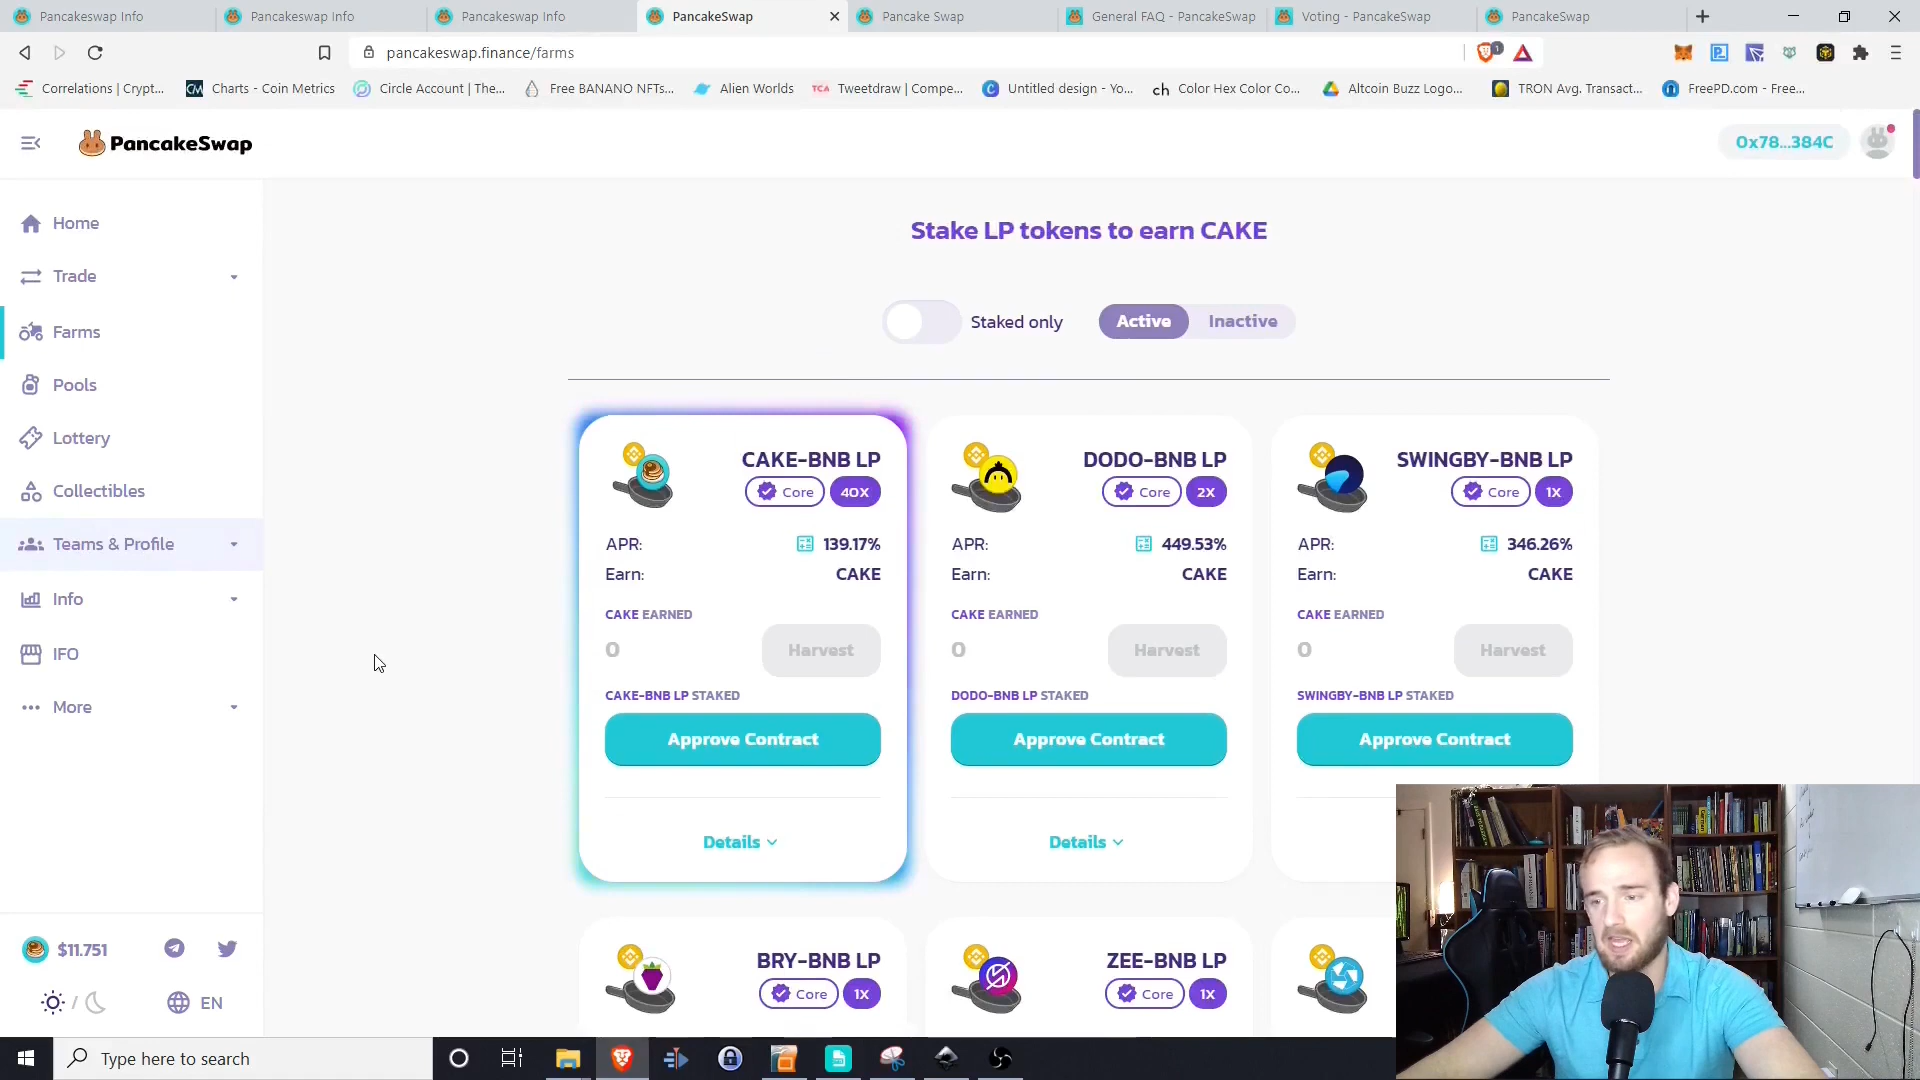 Pancakeswap Info
Pancakeswap Info
Pancakeswap Info
PancakeSwap
Pancake Swap
General FAQ - PancakeSwap
Voting - PancakeSwap
PancakeSwap
pancakeswap.finance/farms
1
Correlations | Crypt...
CM Charts - Coin Metrics
Circle Account | The...
Free BANANO NFTs...
Alien Worlds
TCA Tweetdraw | Compe...
Untitled design - Yo...
ch Color Hex Color Co...
Altcoin Buzz Logo...
TRON Avg. Transact...
FreePD.com - Free...
PancakeSwap
0x78...384C
Home
Trade
Farms
Pools
Lottery
Collectibles
Teams & Profile
Info
IFO
More
$11.751
/
EN
Stake LP tokens to earn CAKE
Staked only
Active
Inactive
CAKE-BNB LP
Core
40X
APR:
139.17%
Earn:
CAKE
CAKE EARNED
0
Harvest
CAKE-BNB LP STAKED
Approve Contract
Details
DODO-BNB LP
Core
2X
APR:
449.53%
Earn:
CAKE
CAKE EARNED
0
Harvest
DODO-BNB LP STAKED
Approve Contract
Details
SWINGBY-BNB LP
Core
1X
APR:
346.26%
Earn:
CAKE
CAKE EARNED
0
Harvest
SWINGBY-BNB LP STAKED
Approve Contract
BRY-BNB LP
Core
1X
ZEE-BNB LP
Core
1X
Type here to search